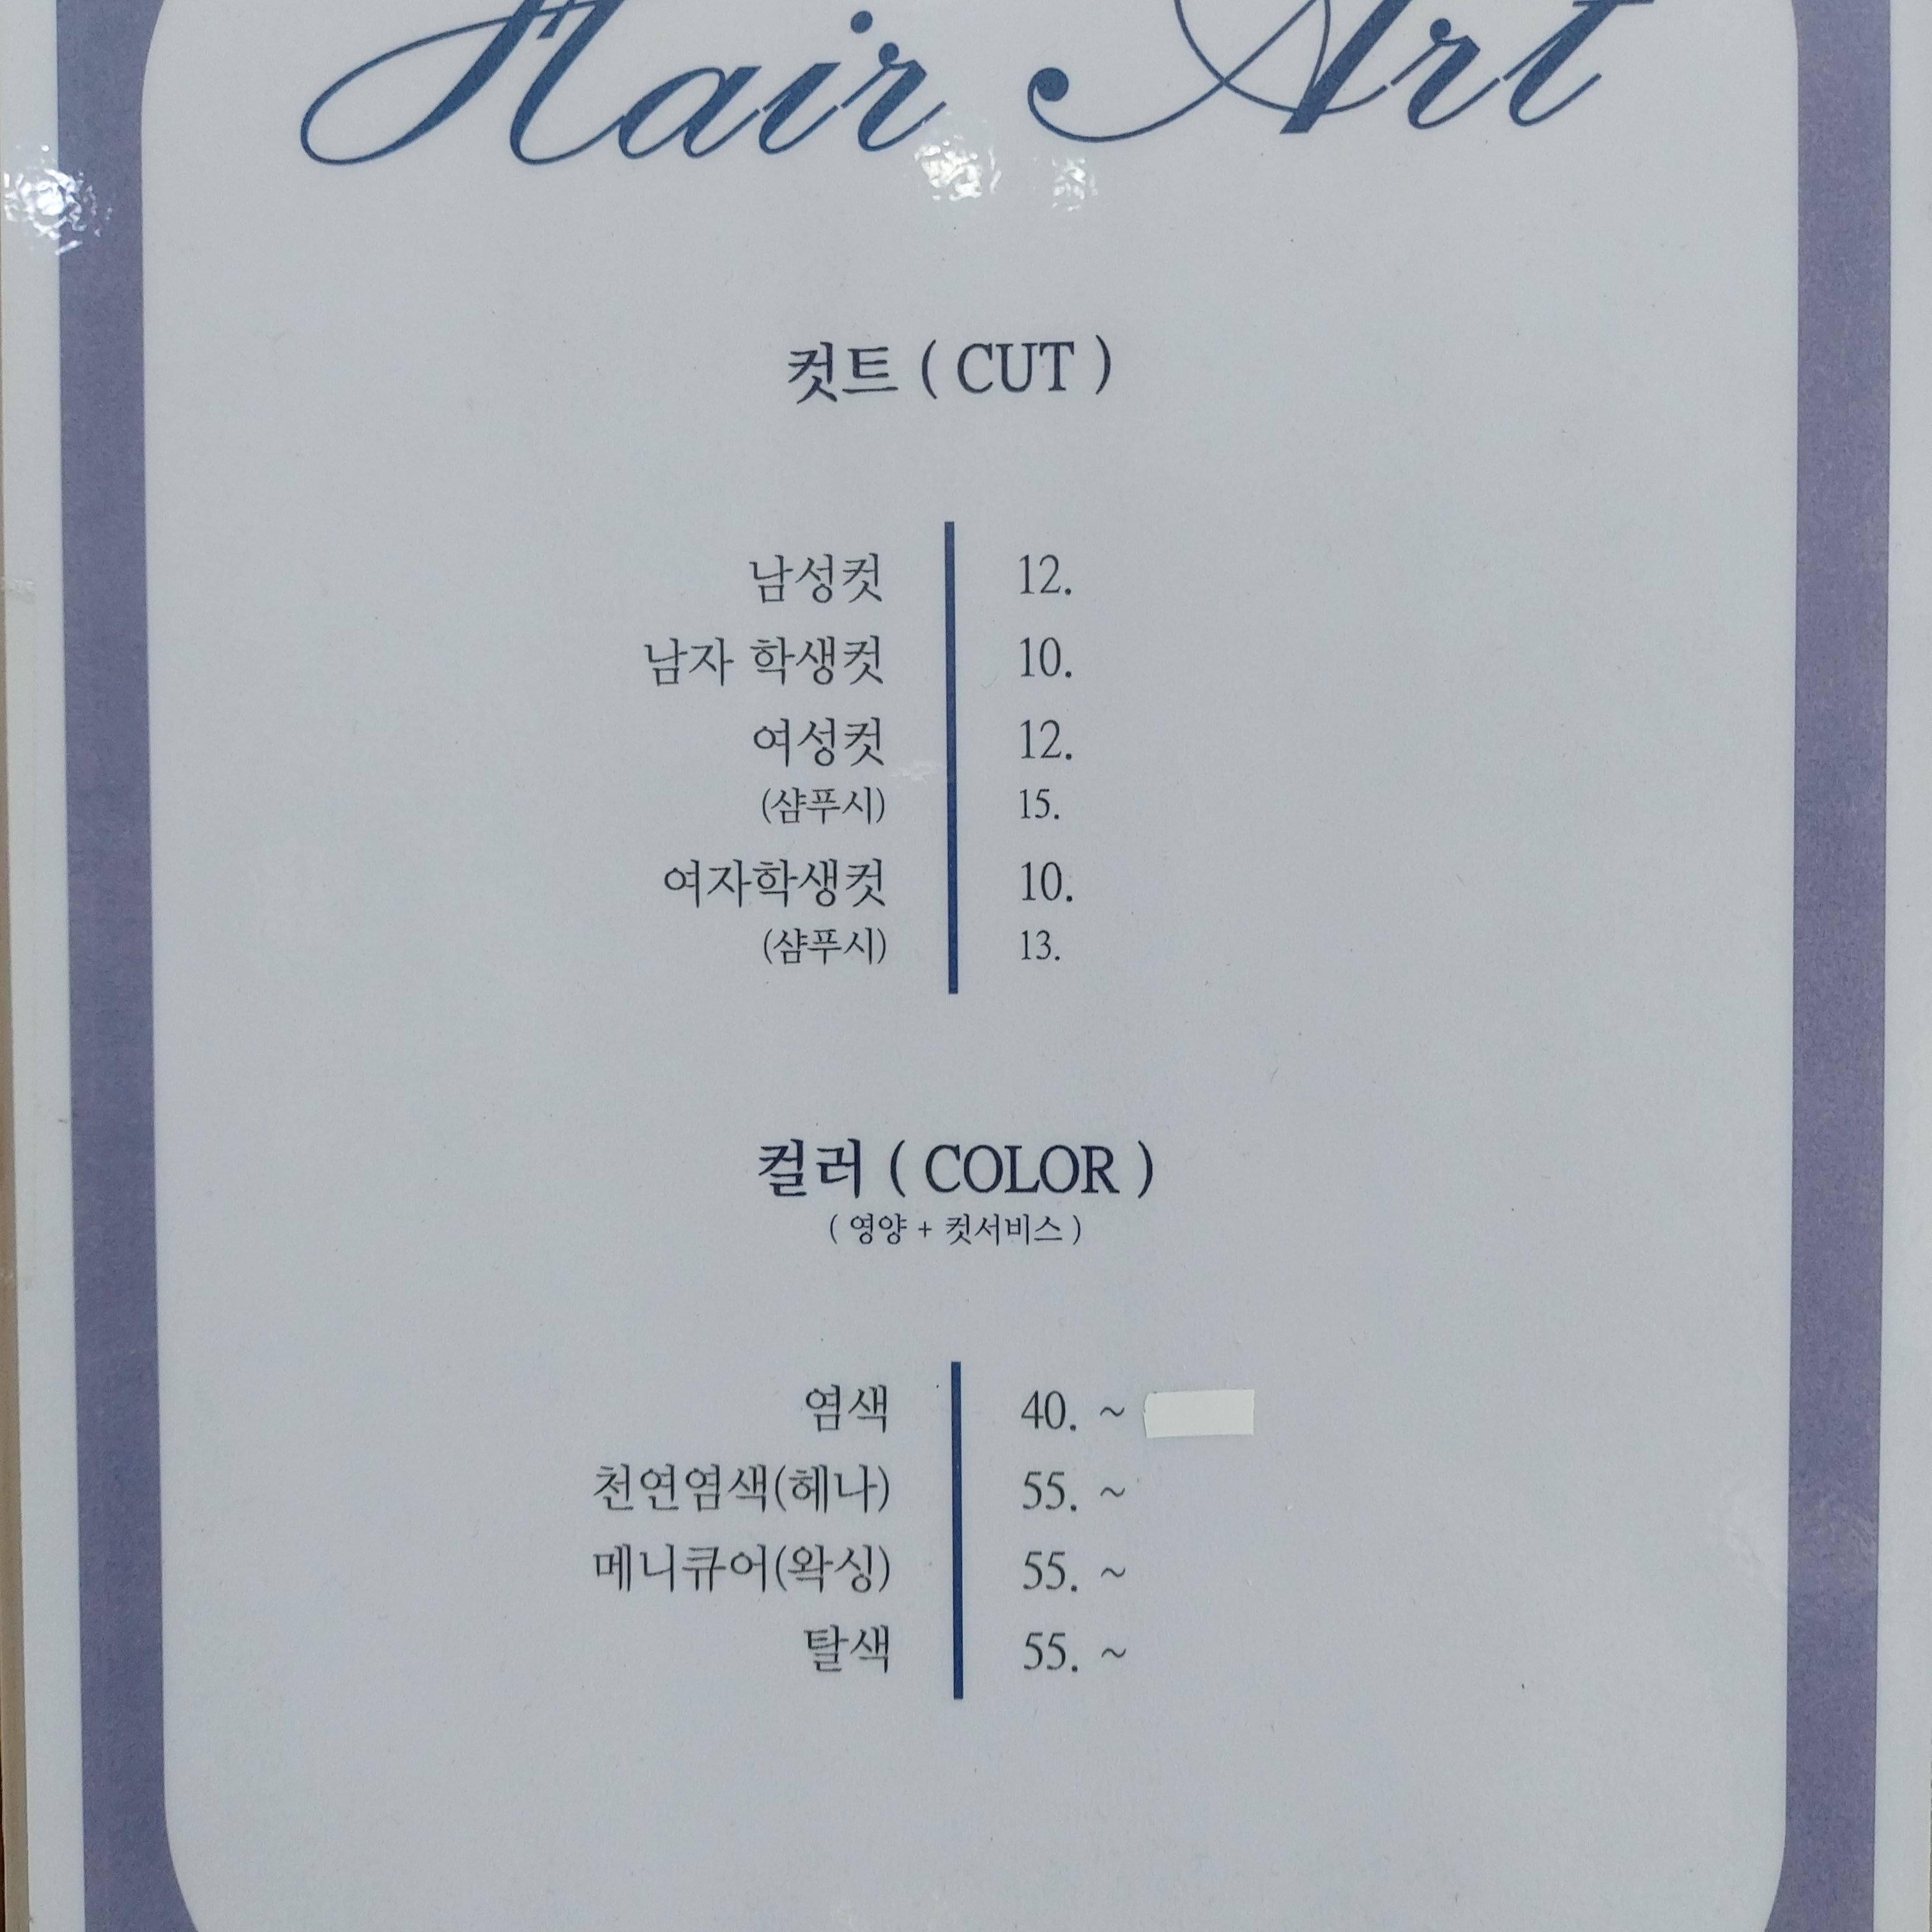 Hair Art
컷트 ( CUT )
남성컷 12.
남자 학생컷 10.
여성컷 12.
(샴푸시) 15.
여자학생컷 10.
(샴푸시) 13.
컬러 ( COLOR )
( 영양 + 컷서비스 )
염색 40. ~
천연염색(헤나) 55. ~
메니큐어(왁싱) 55. ~
탈색 55. ~